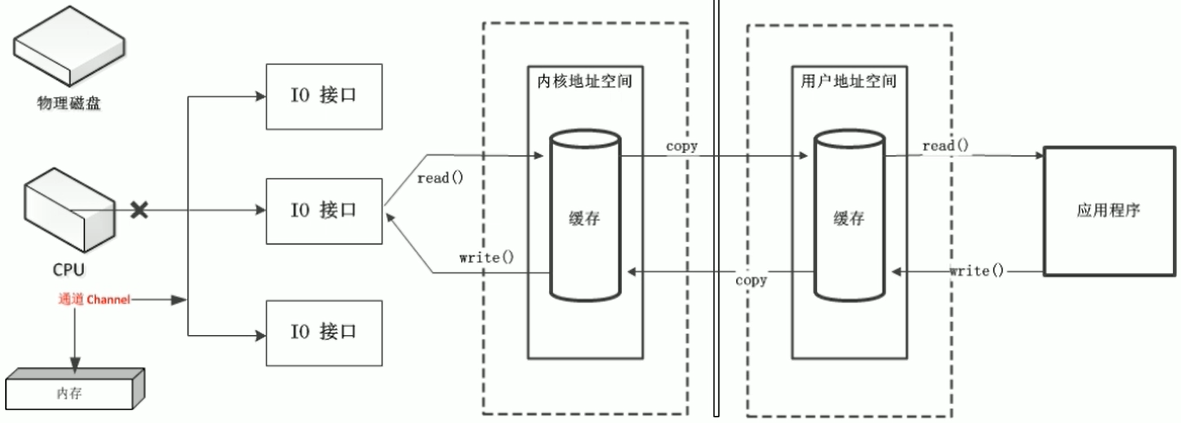 物理磁盘
CPU
通道 Channel
内存
IO 接口
IO 接口
IO 接口
read()
write()
内核地址空间
缓存
copy
copy
用户地址空间
缓存
read()
write()
应用程序